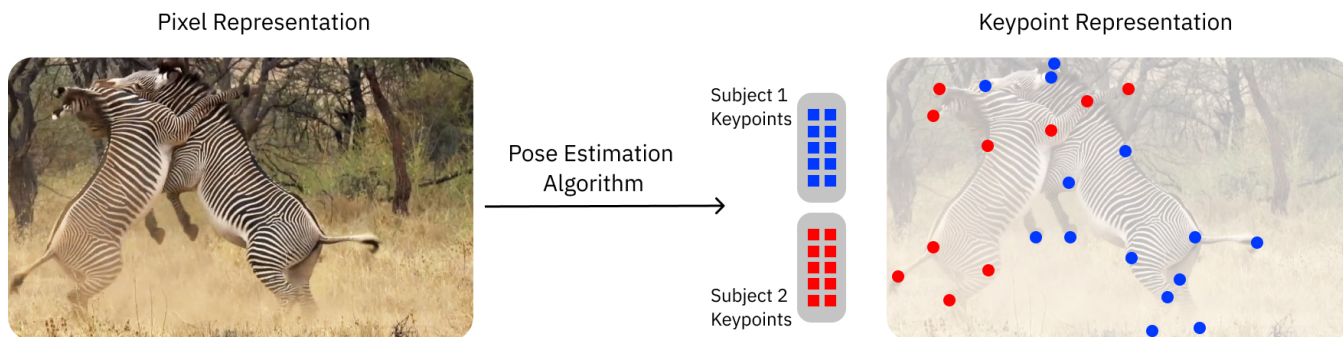 Pixel Representation
Keypoint Representation
Subject 1
Keypoints
Pose Estimation
Algorithm
Subject 2
Keypoints